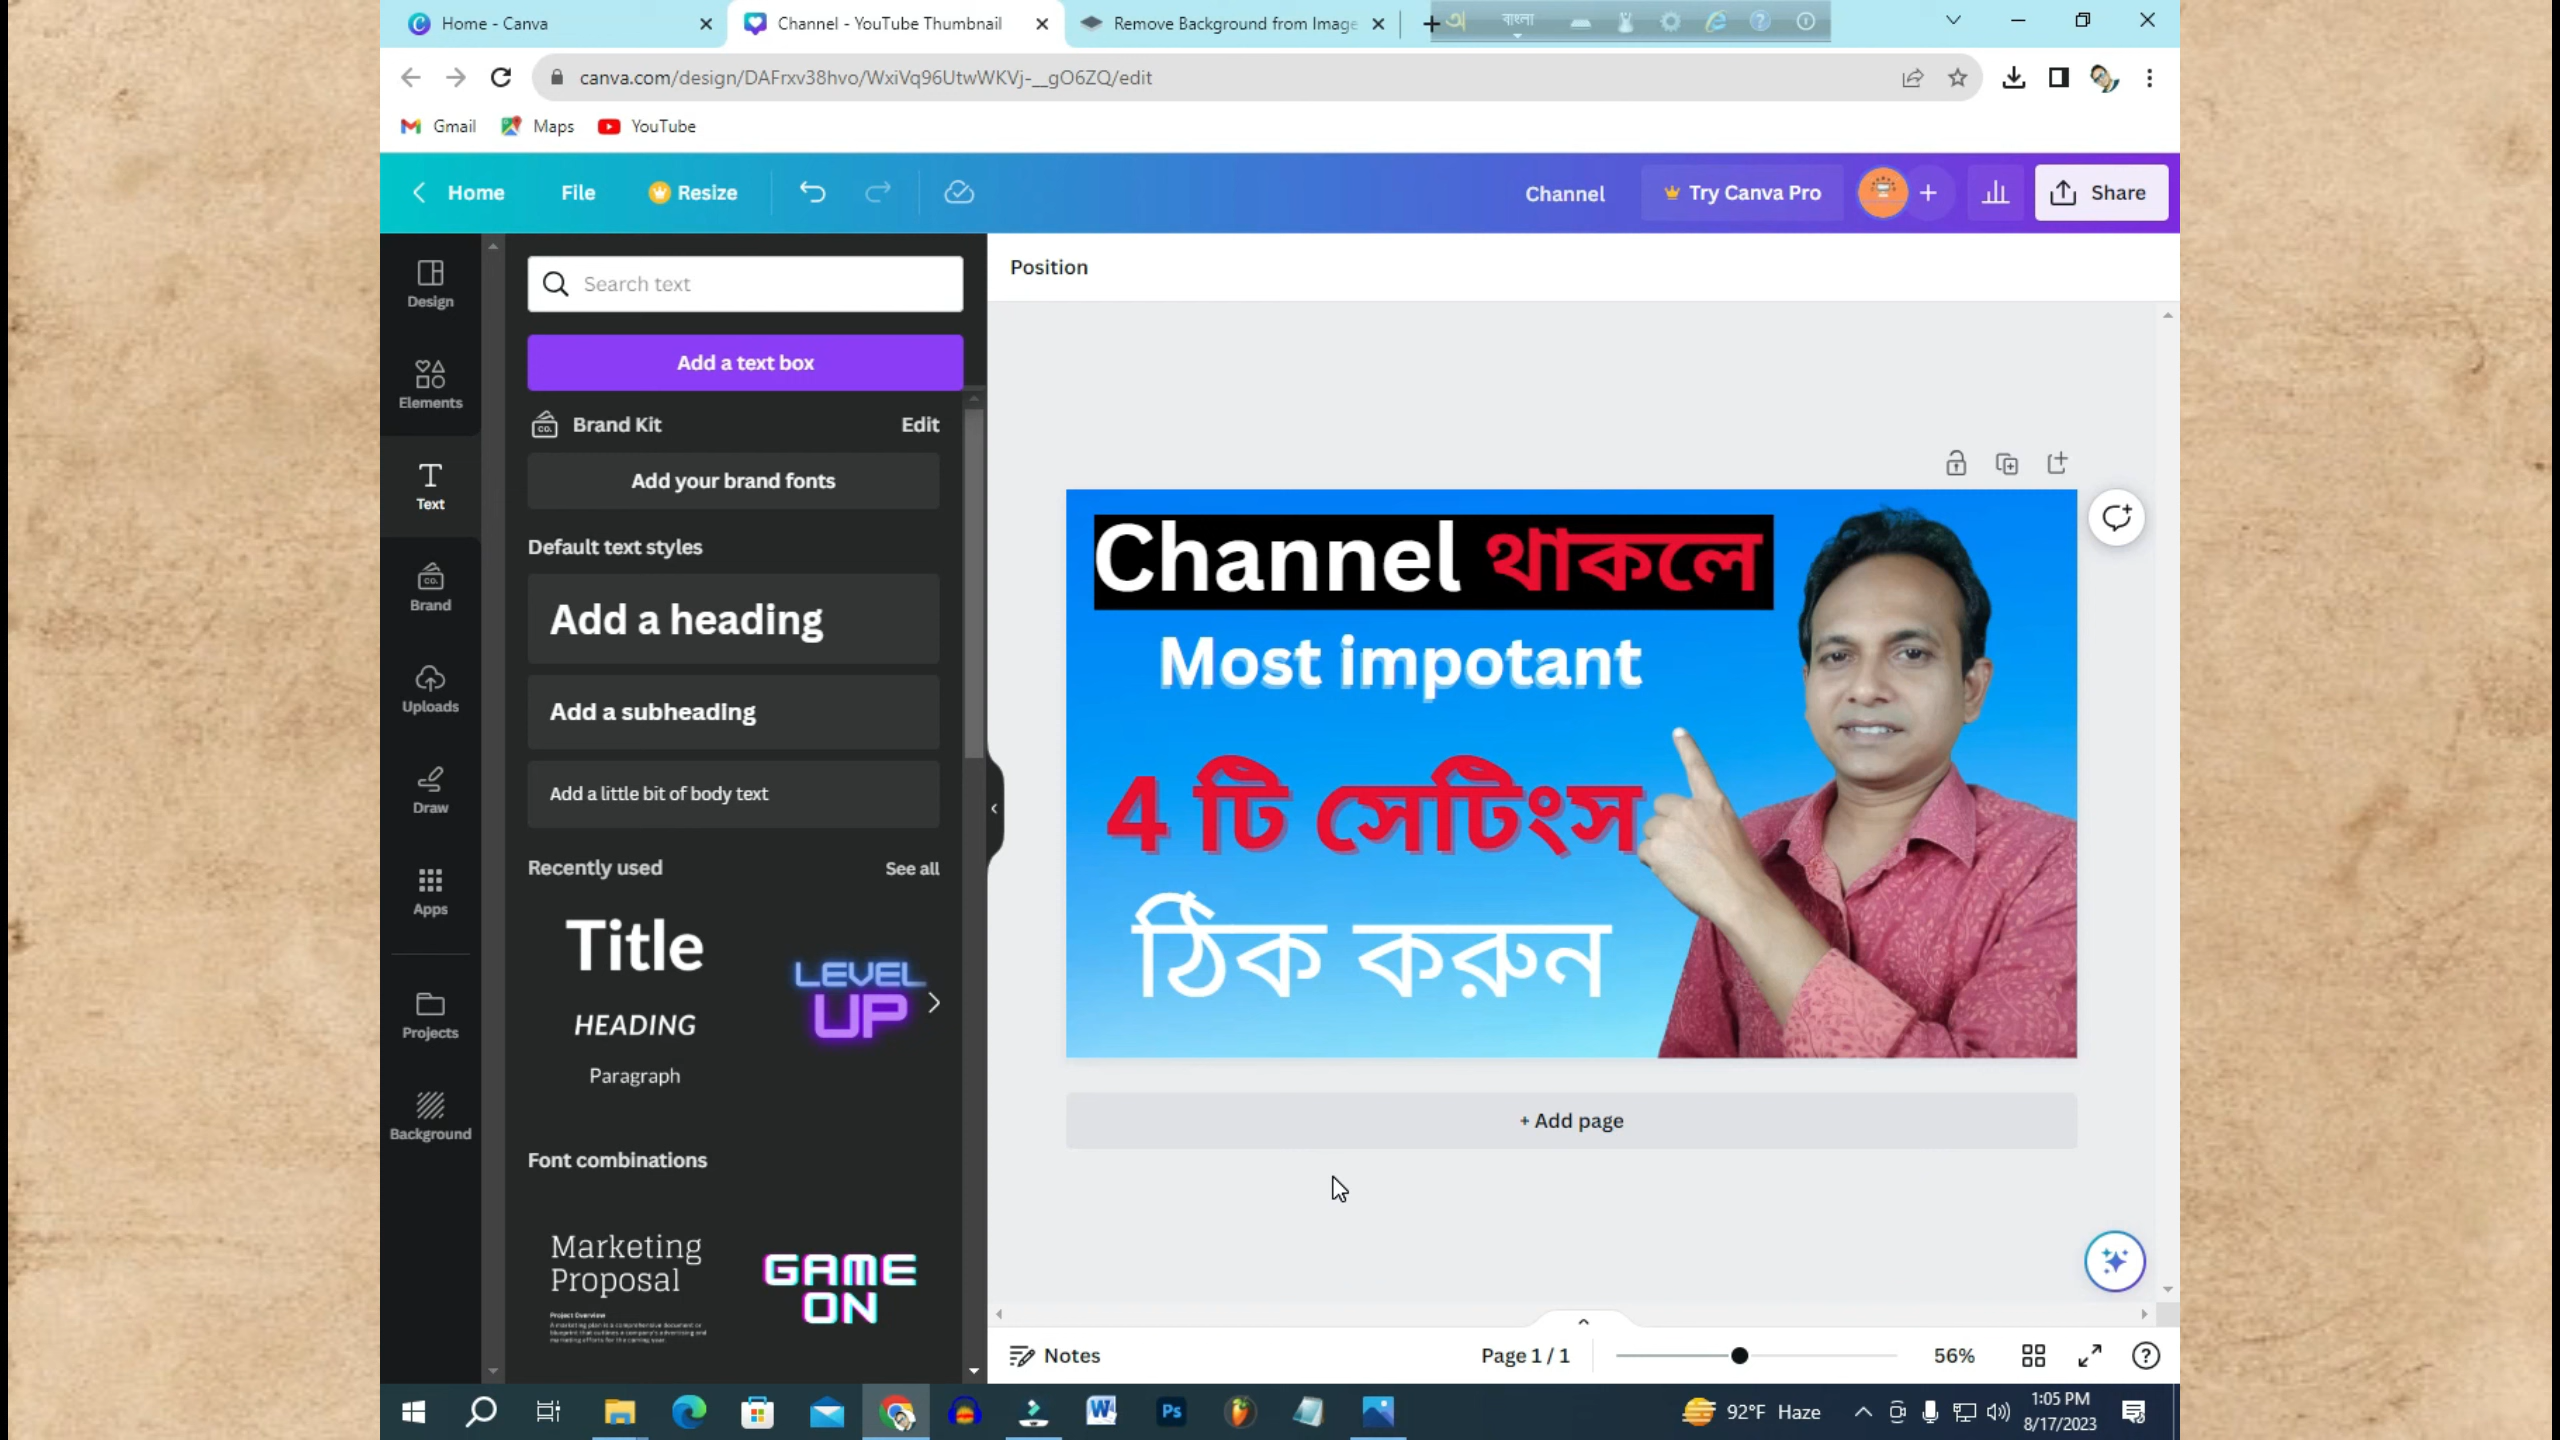 Home - Canva
Channel - YouTube Thumbnail
Remove Background from Image
বাংলা
canva.com/design/DAFrxv38hvo/WxiVq96UtwWKVj-__gO6ZQ/edit
Gmail
Maps
YouTube
Home
File
Resize
Channel
Try Canva Pro
Share
Design
Elements
Text
Brand
Uploads
Draw
Apps
Projects
Background
Search text
Add a text box
Brand Kit
Edit
Add your brand fonts
Default text styles
Add a heading
Add a subheading
Add a little bit of body text
Recently used
See all
Title
HEADING
Paragraph
LEVEL
UP
Font combinations
Marketing
Proposal
Project Overview
GAME
ON
Position
Channel থাকলে
Most impotant
4 টি সেটিংস
ঠিক করুন
+ Add page
Notes
Page 1 / 1
56%
92°F Haze
1:05 PM
8/17/2023